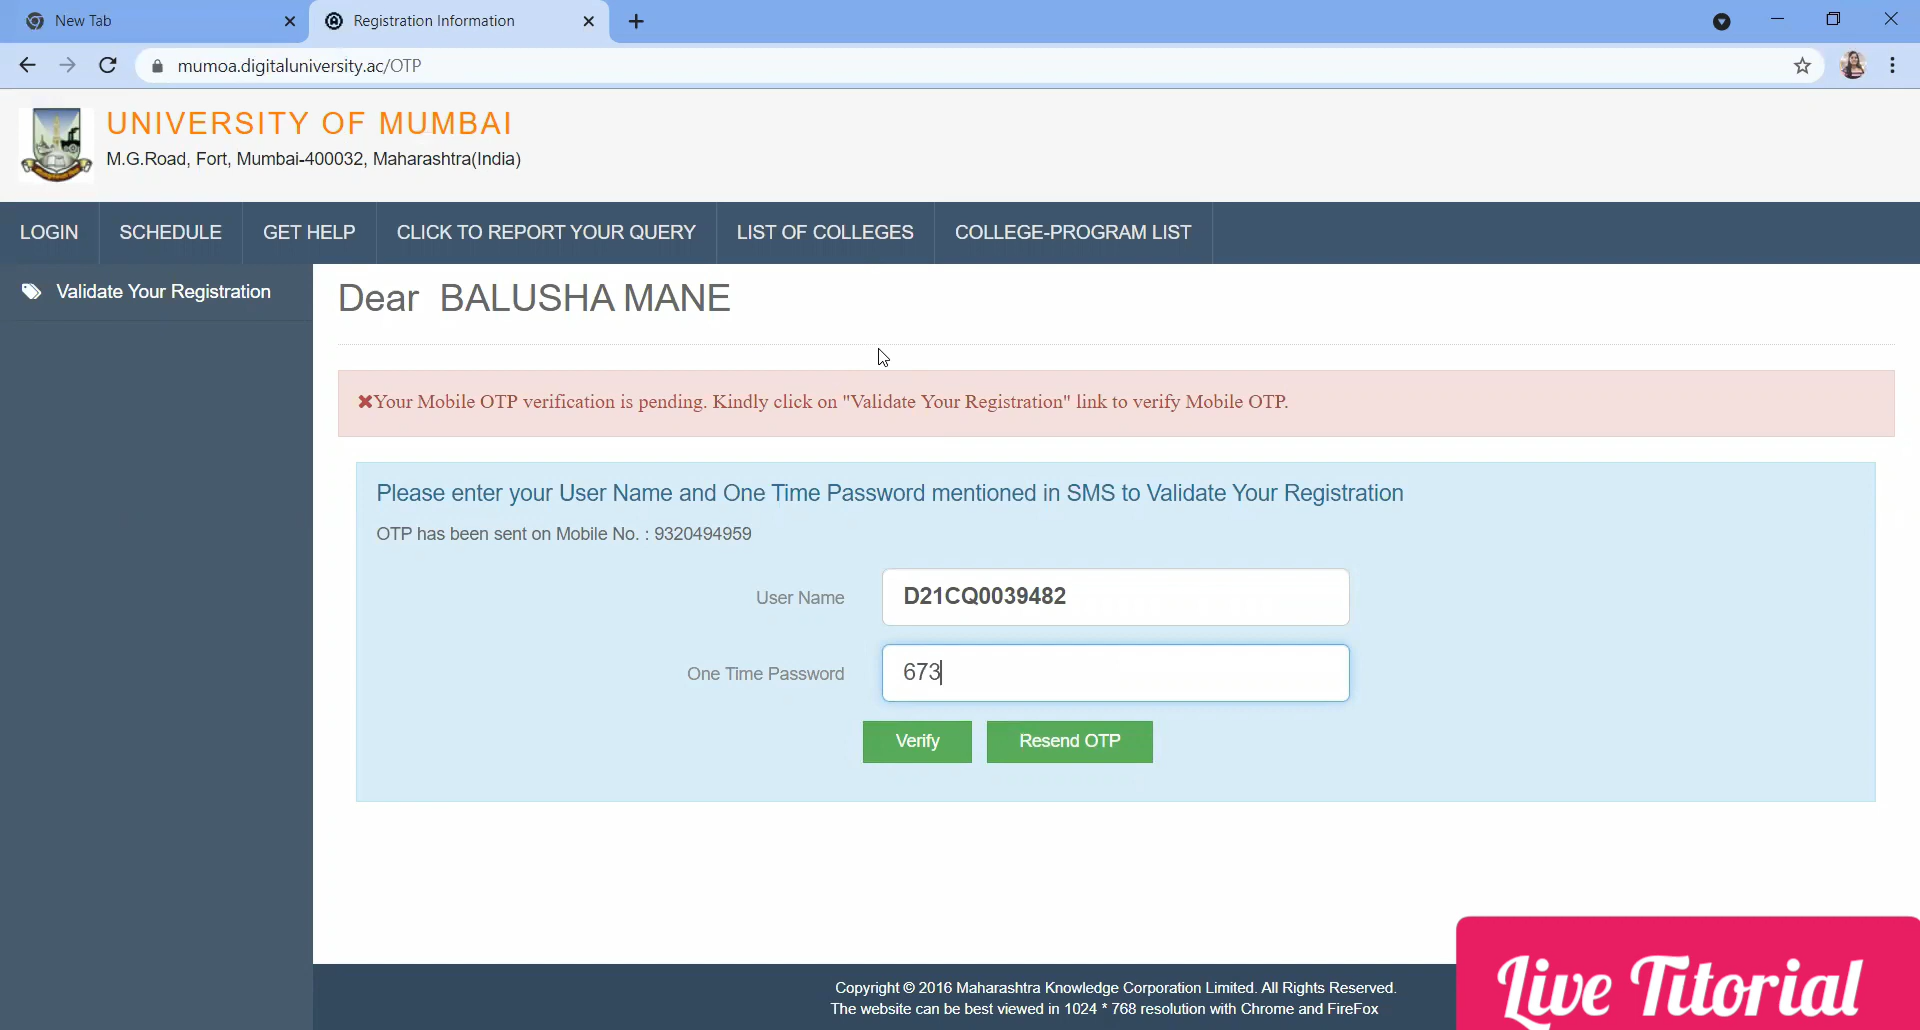 New Tab
Registration Information
mumoa.digitaluniversity.ac/OTP
UNIVERSITY OF MUMBAI
M.G.Road, Fort, Mumbai-400032, Maharashtra(India)
LOGIN SCHEDULE GET HELP CLICK TO REPORT YOUR QUERY LIST OF COLLEGES COLLEGE-PROGRAM LIST
Validate Your Registration
Dear BALUSHA MANE
Your Mobile OTP verification is pending. Kindly click on "Validate Your Registration" link to verify Mobile OTP.
Please enter your User Name and One Time Password mentioned in SMS to Validate Your Registration
OTP has been sent on Mobile No. : 9320494959
User Name D21CQ0039482
One Time Password 673
Verify Resend OTP
Copyright © 2016 Maharashtra Knowledge Corporation Limited. All Rights Reserved.
The website can be best viewed in 1024 * 768 resolution with Chrome and FireFox
Live Titorial